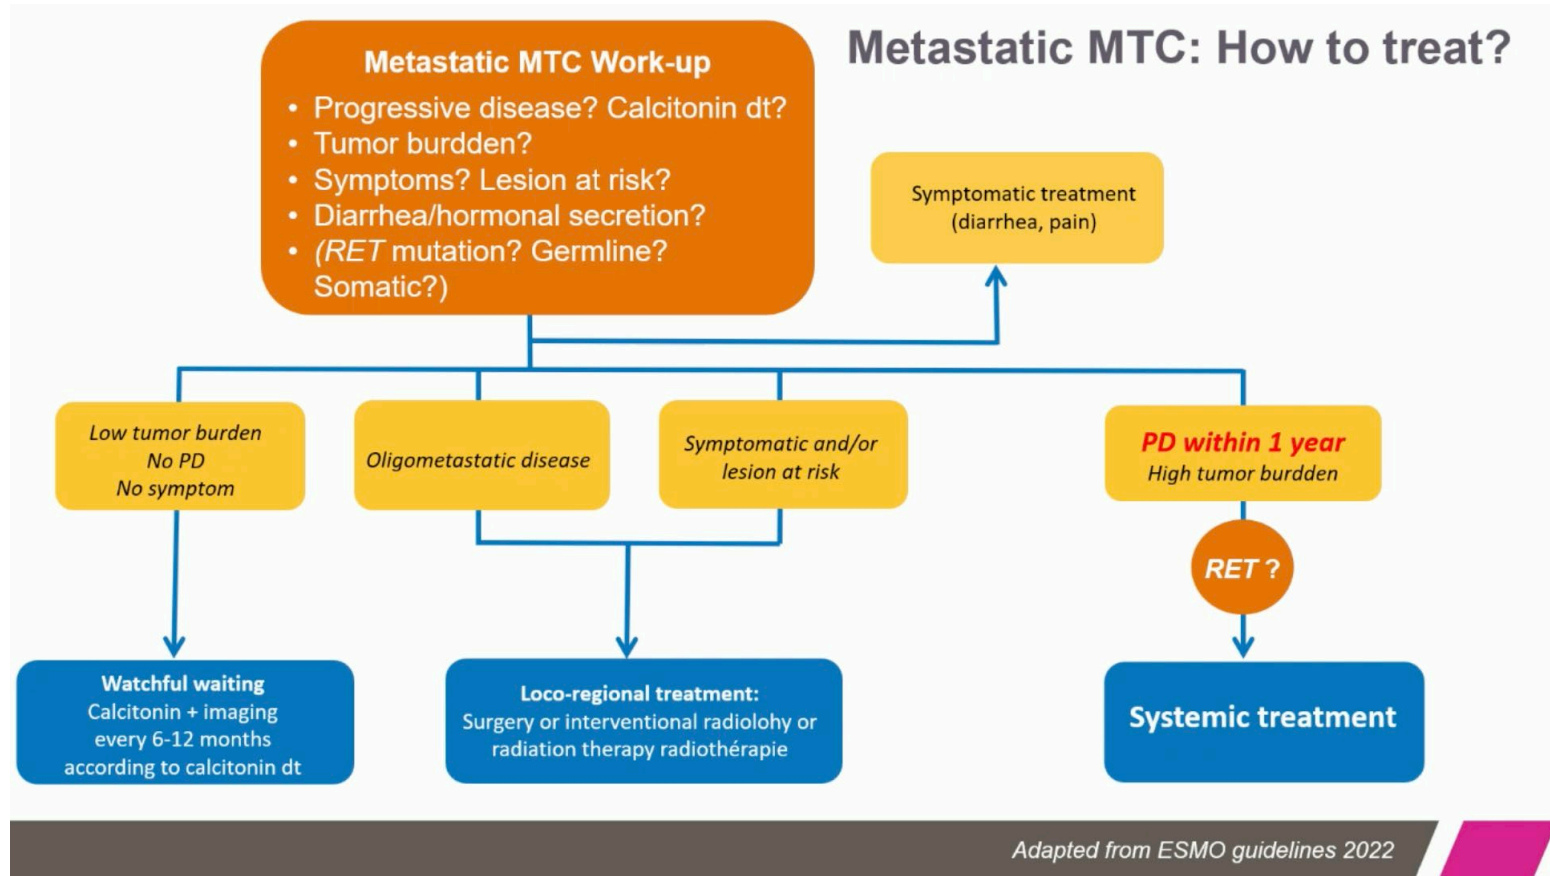 Metastatic MTC: How to treat?
Metastatic MTC Work-up
• Progressive disease? Calcitonin dt?
• Tumor burdden?
• Symptoms? Lesion at risk?
• Diarrhea/hormonal secretion?
• (RET mutation? Germline?
Somatic?)
Symptomatic treatment
(diarrhea, pain)
Low tumor burden
No PD
No symptom
Oligometastatic disease
Symptomatic and/or
lesion at risk
PD within 1 year
High tumor burdden
RET ?
Watchful waiting
Calcitonin + imaging
every 6-12 months
according to calcitonin dt
Loco-regional treatment:
Surgery or interventional radiolohy or
radiation therapy radiothérapie
Systemic treatment
Adapted from ESMO guidelines 2022